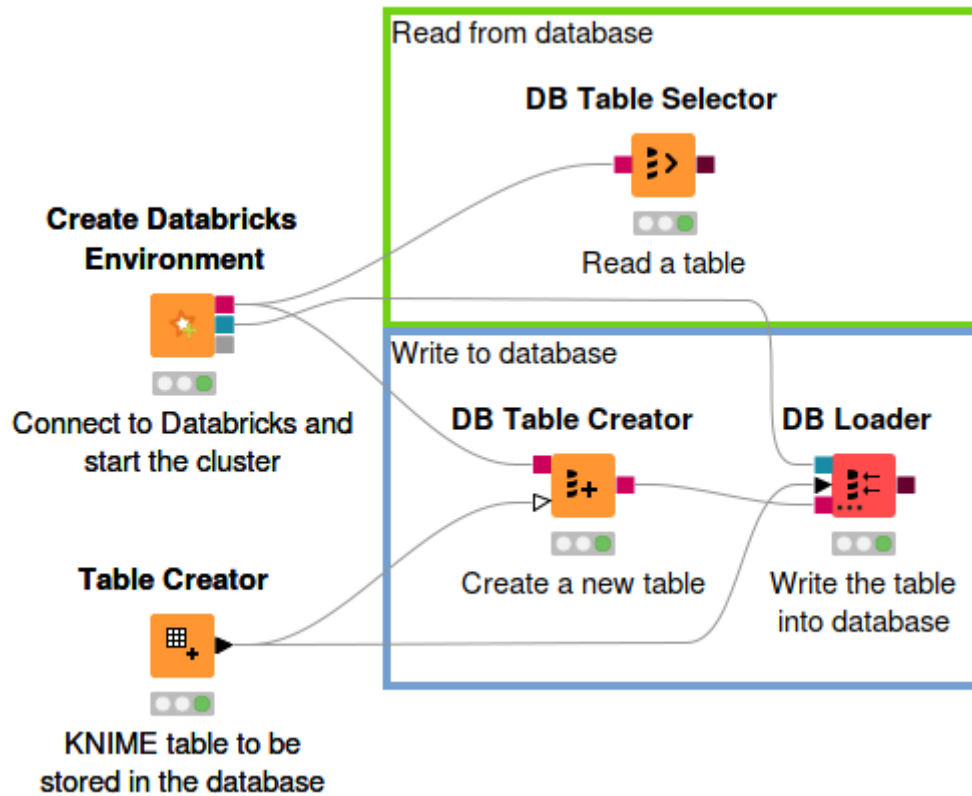 Read from database
DB Table Selector
Read a table
Create Databricks
Environment
Connect to Databricks and
start the cluster
Write to database
DB Table Creator
Create a new table
DB Loader
Write the table
into database
Table Creator
KNIME table to be
stored in the database